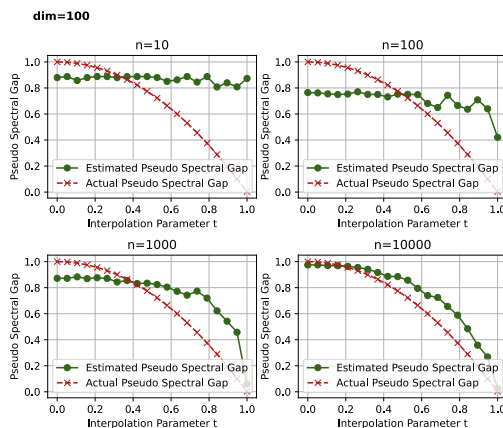 dim=100
n=10
Pseudo Spectral Gap
1.0
0.8
0.6
0.4
0.2
0.0
Estimated Pseudo Spectral Gap
Actual Pseudo Spectral Gap
0.0 0.2 0.4 0.6 0.8 1.0
Interpolation Parameter t
n=100
Pseudo Spectral Gap
1.0
0.8
0.6
0.4
0.2
0.0
Estimated Pseudo Spectral Gap
Actual Pseudo Spectral Gap
0.0 0.2 0.4 0.6 0.8 1.0
Interpolation Parameter t
n=1000
Pseudo Spectral Gap
1.0
0.8
0.6
0.4
0.2
0.0
Estimated Pseudo Spectral Gap
Actual Pseudo Spectral Gap
0.0 0.2 0.4 0.6 0.8 1.0
Interpolation Parameter t
n=10000
Pseudo Spectral Gap
1.0
0.8
0.6
0.4
0.2
0.0
Estimated Pseudo Spectral Gap
Actual Pseudo Spectral Gap
0.0 0.2 0.4 0.6 0.8 1.0
Interpolation Parameter t